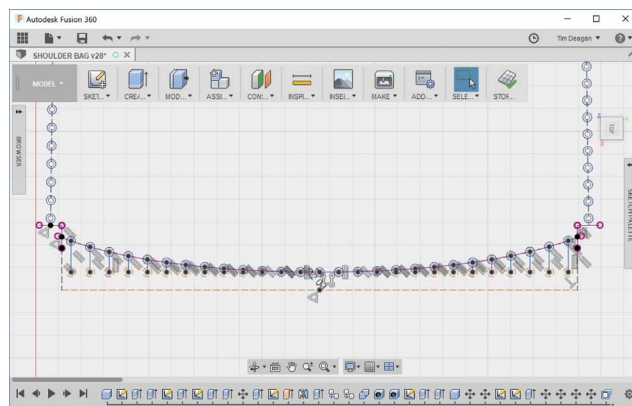 Autodesk Fusion 360
Tim Deagan
SHOULDER BAG v28*
MODEL
SKET...
CREA...
MOD...
ASSI...
CON...
INSPI...
INSEI...
MAKE
ADD-...
SELE...
STOP...
BROWSER
TOP
SKETCH PALETTE